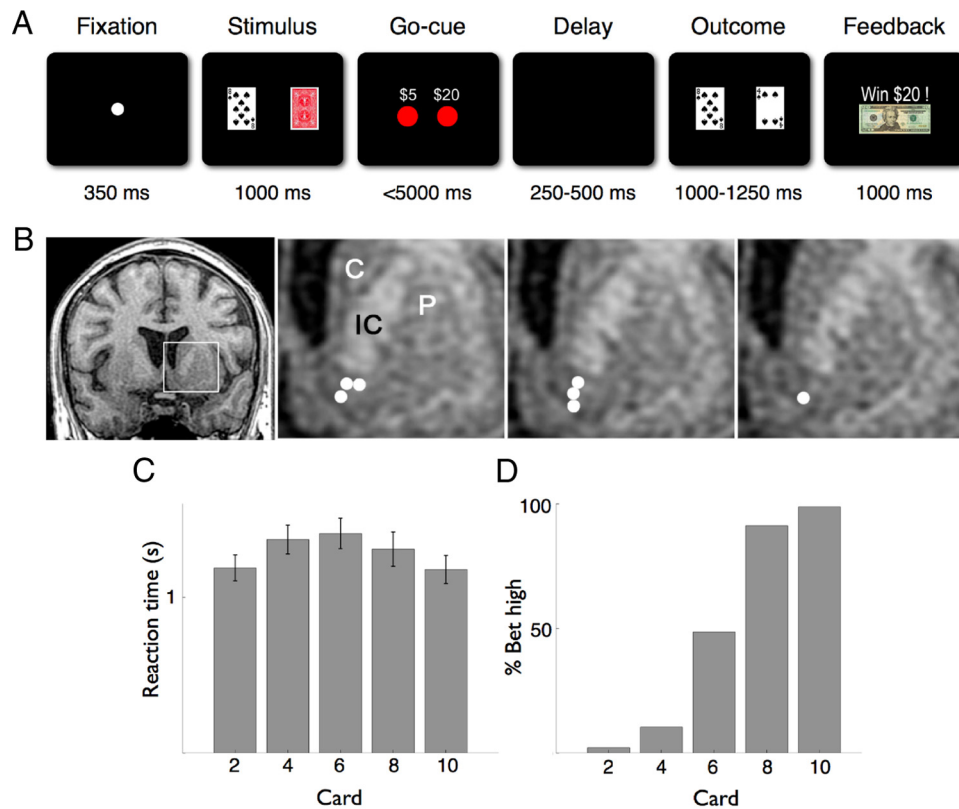 A
Fixation Stimulus Go-cue Delay Outcome Feedback
$5 $20
Win $20 !
350 ms 1000 ms <5000 ms 250-500 ms 1000-1250 ms 1000 ms
B
C
P
IC
C
D
Reaction time (s)
1
2 4 6 8 10
Card
% Bet high
100
50
2 4 6 8 10
Card